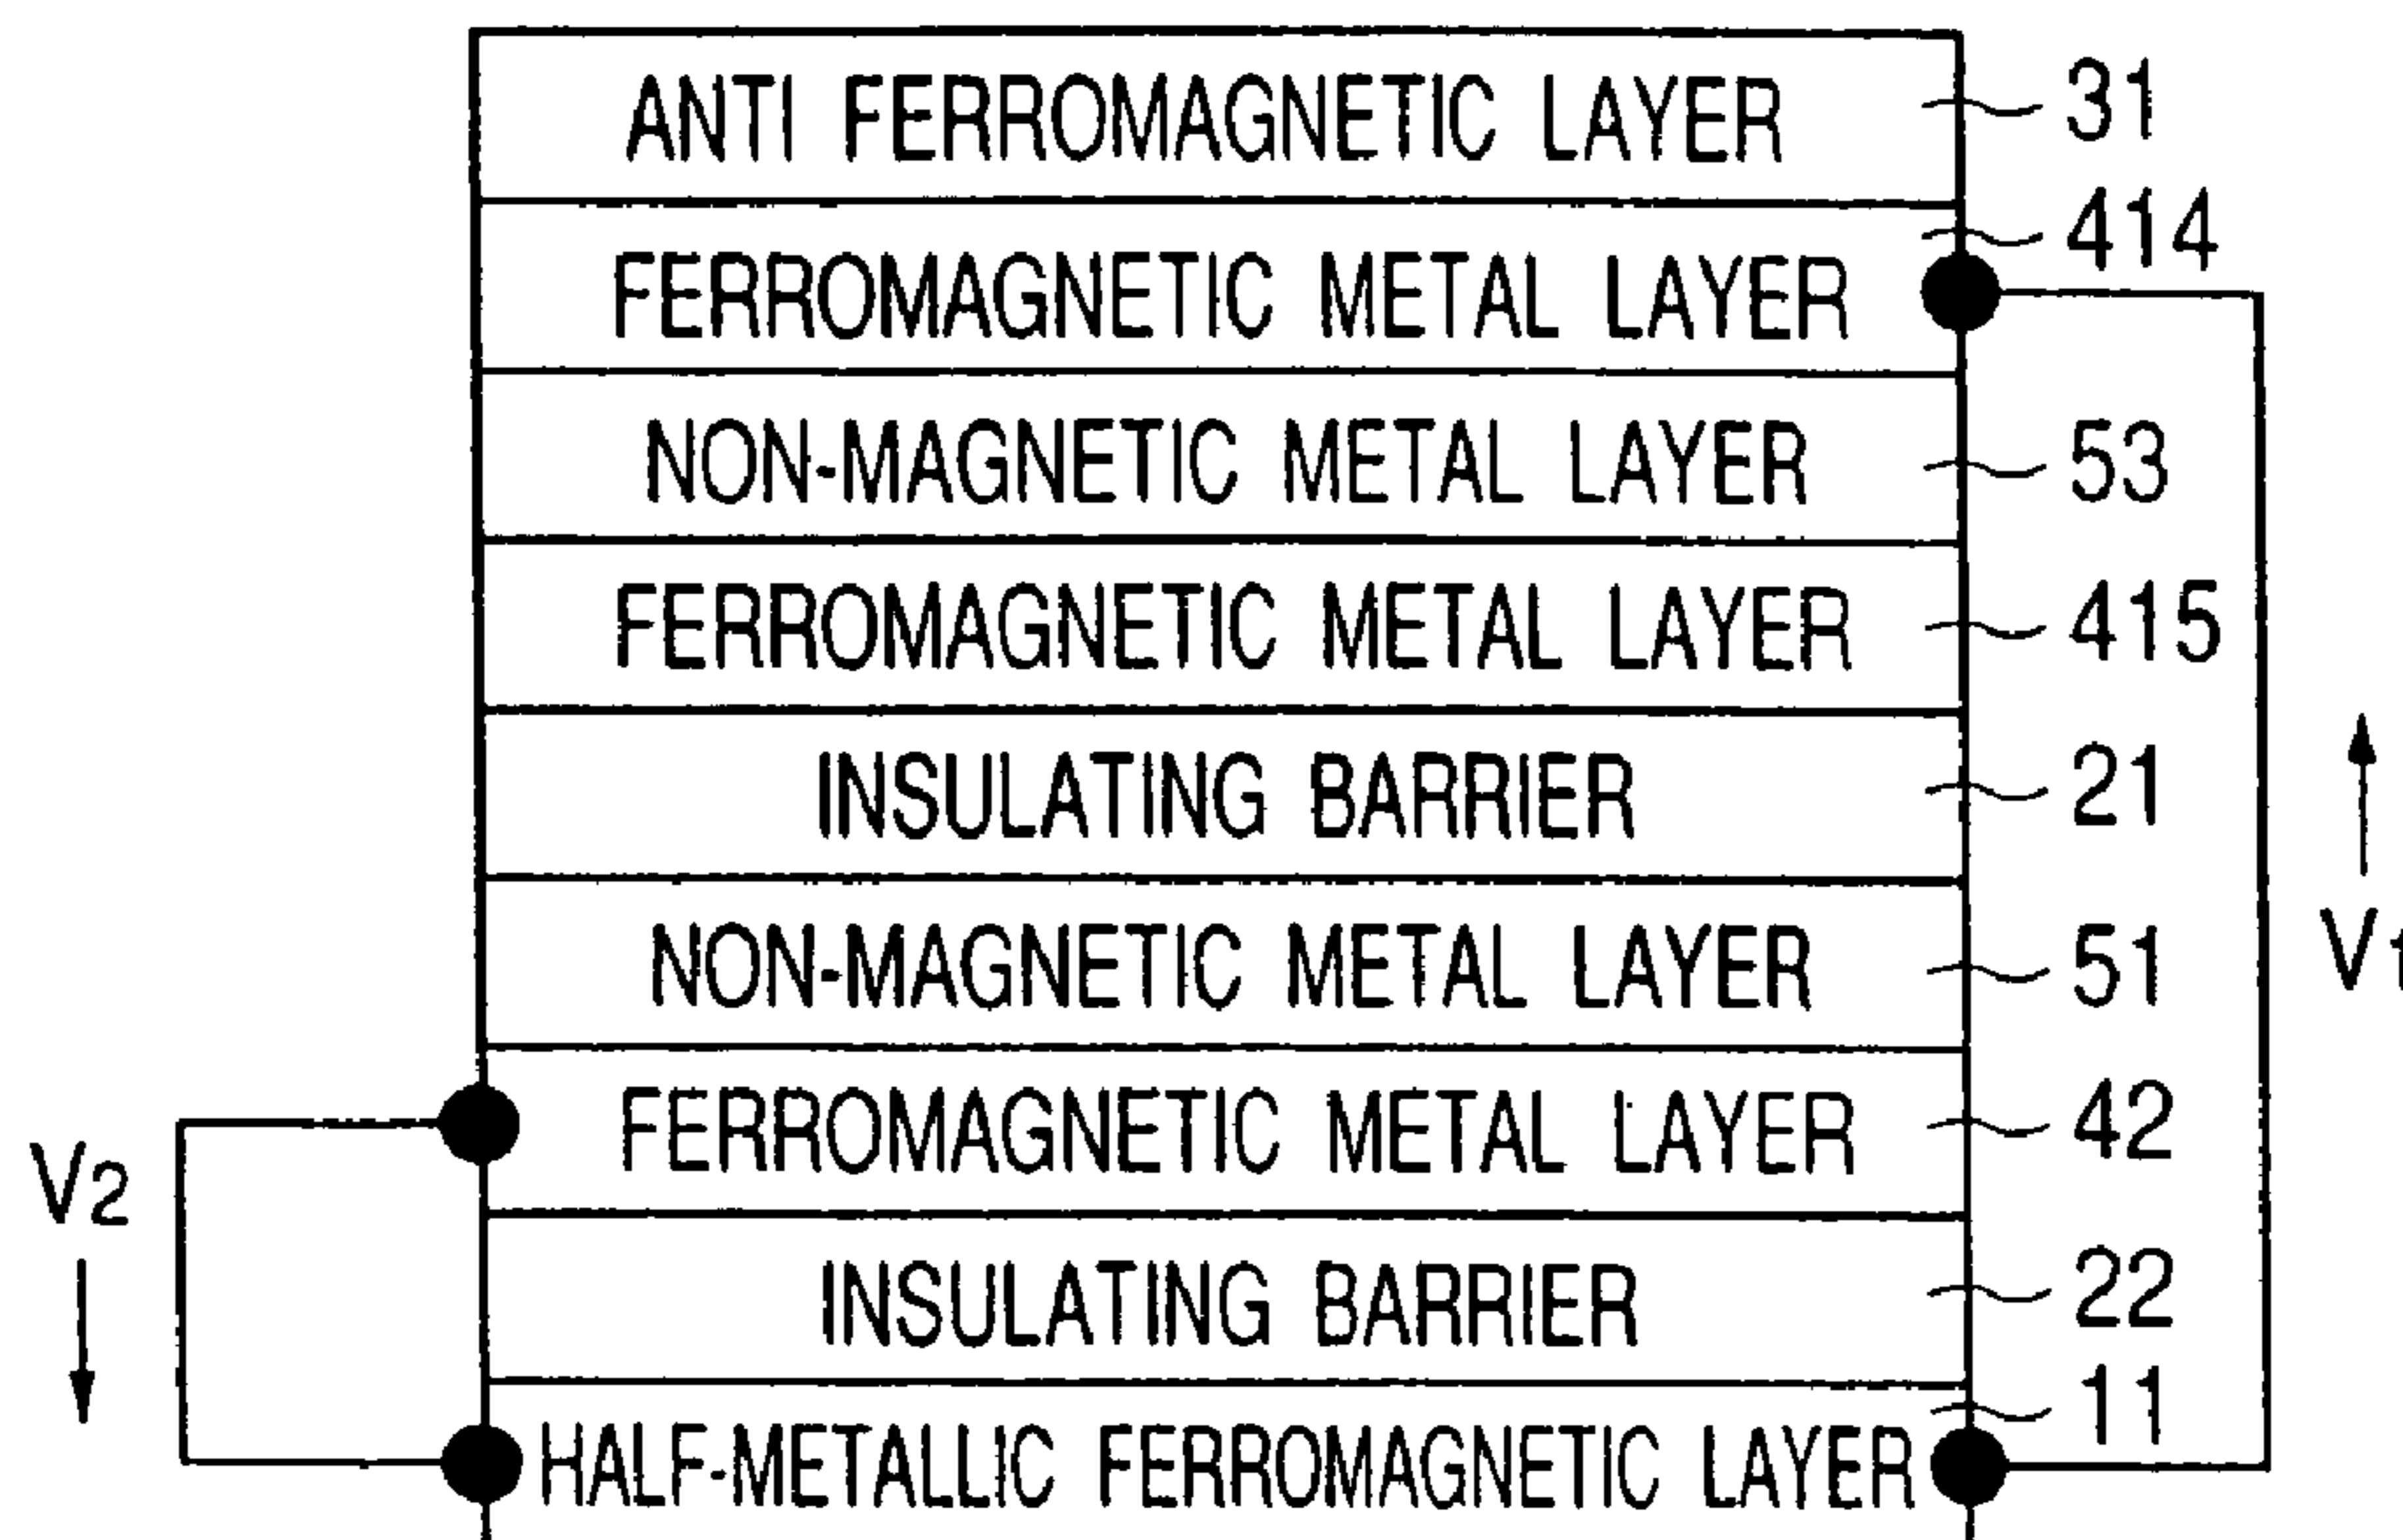 ANTI FERROMAGNETIC LAYER 31
414
FERROMAGNETIC METAL LAYER
NON-MAGNETIC METAL LAYER 53
FERROMAGNETIC METAL LAYER 415
INSULATING BARRIER 21
NON-MAGNETIC METAL LAYER 51
V1
FERROMAGNETIC METAL LAYER 42
V2
INSULATING BARRIER 22
11
HALF-METALLIC FERROMAGNETIC LAYER